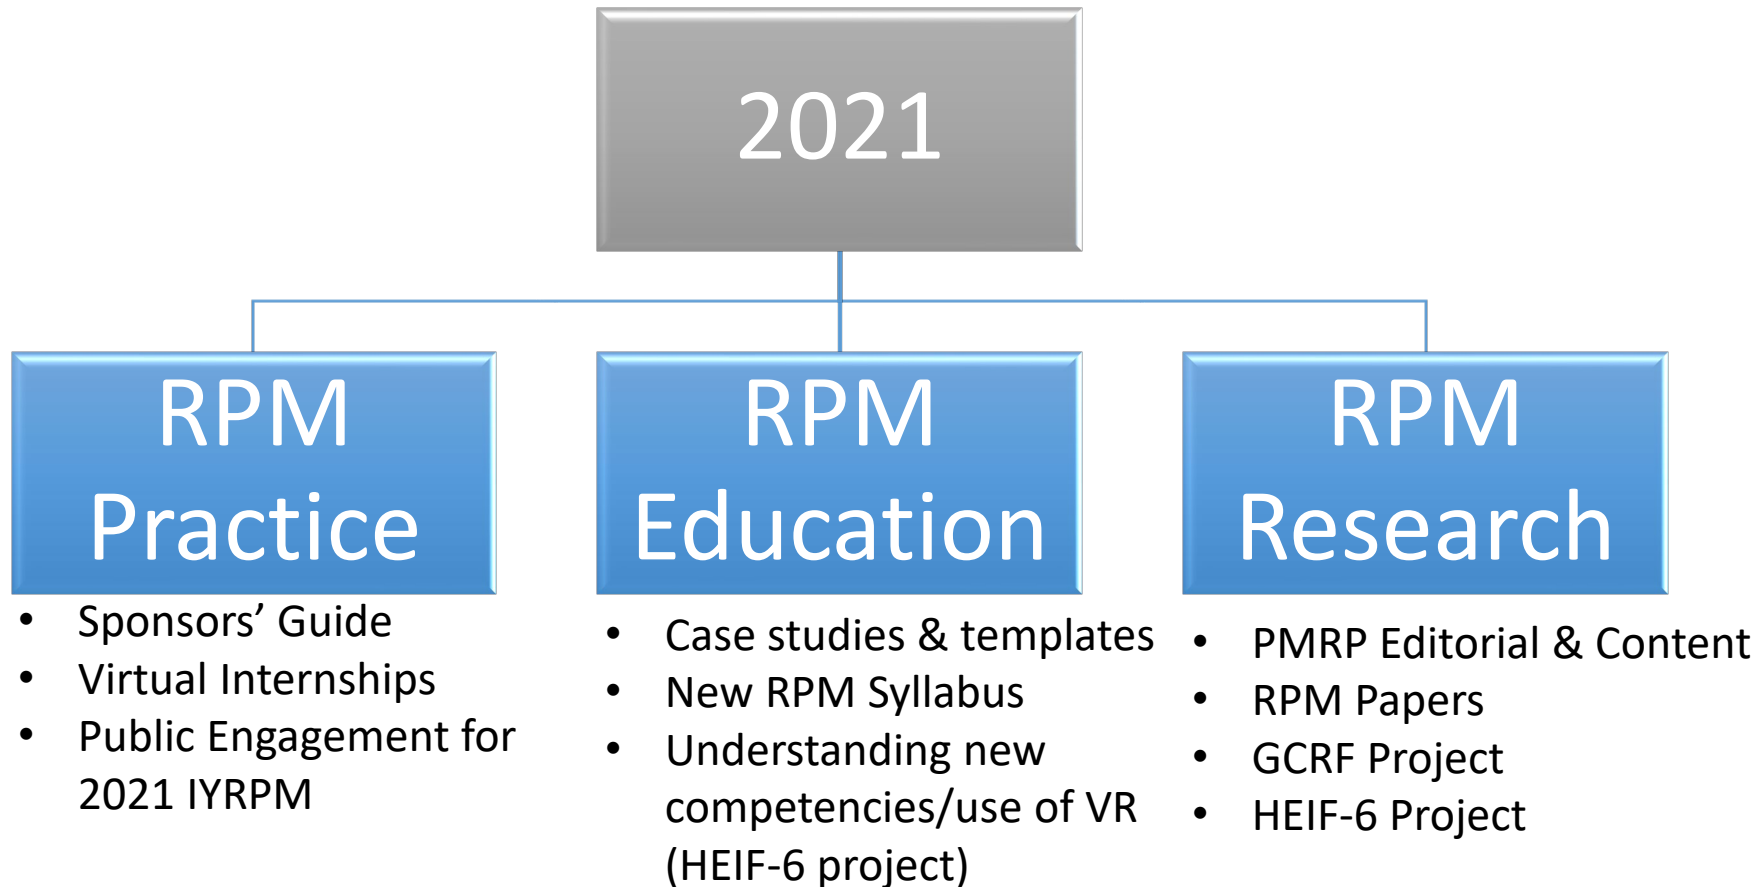 2021
RPM
Practice
• Sponsors’ Guide
• Virtual Internships
• Public Engagement for
2021 IYRPM
RPM
Education
• Case studies & templates
• New RPM Syllabus
• Understanding new
competencies/use of VR
(HEIF-6 project)
RPM
Research
• PMRP Editorial & Content
• RPM Papers
• GCRF Project
• HEIF-6 Project